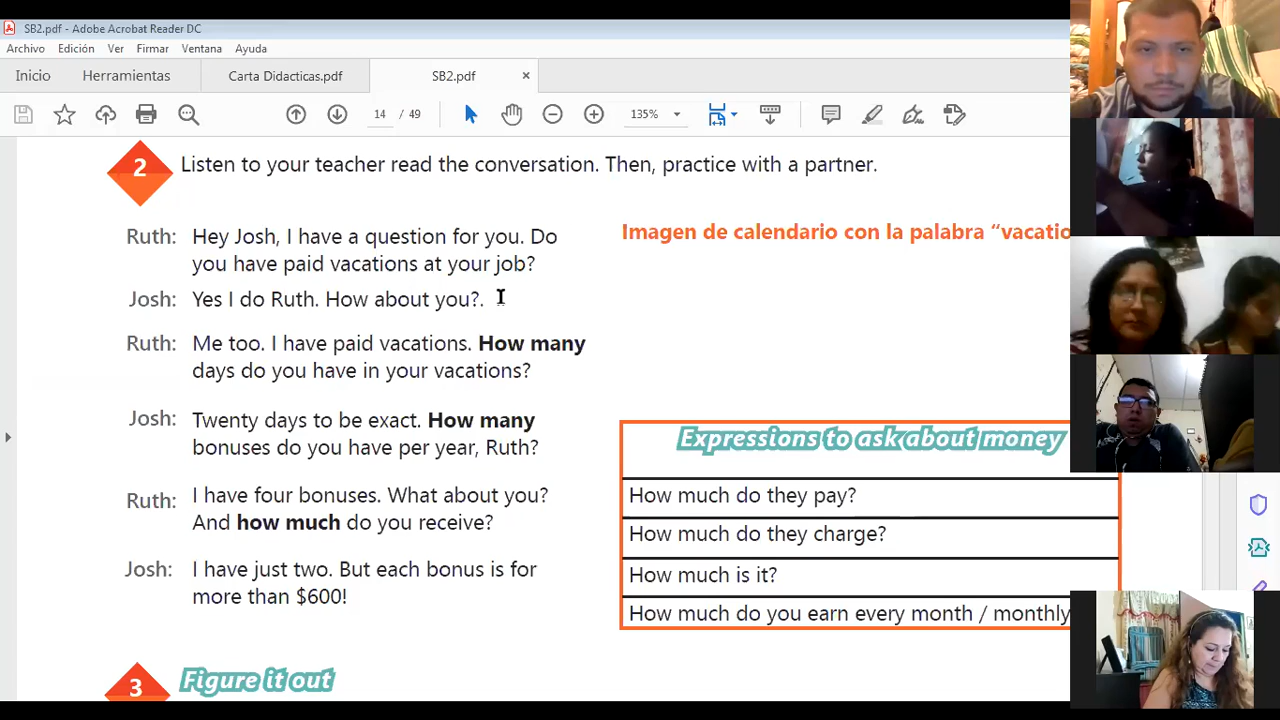 SB2.pdf - Adobe Acrobat Reader DC
Archivo Edición Ver Firmar Ventana Ayuda
Inicio Herramientas Carta Didacticas.pdf SB2.pdf ×
14 / 49 135%
2 Listen to your teacher read the conversation. Then, practice with a partner.
Ruth: Hey Josh, I have a question for you. Do
you have paid vacations at your job?
Josh: Yes I do Ruth. How about you?.
Ruth: Me too. I have paid vacations. How many
days do you have in your vacations?
Josh: Twenty days to be exact. How many
bonuses do you have per year, Ruth?
Ruth: I have four bonuses. What about you?
And how much do you receive?
Josh: I have just two. But each bonus is for
more than $600!
Imagen de calendario con la palabra “vacatio
Expressions to ask about money
How much do they pay?
How much do they charge?
How much is it?
How much do you earn every month / monthly
3 Figure it out